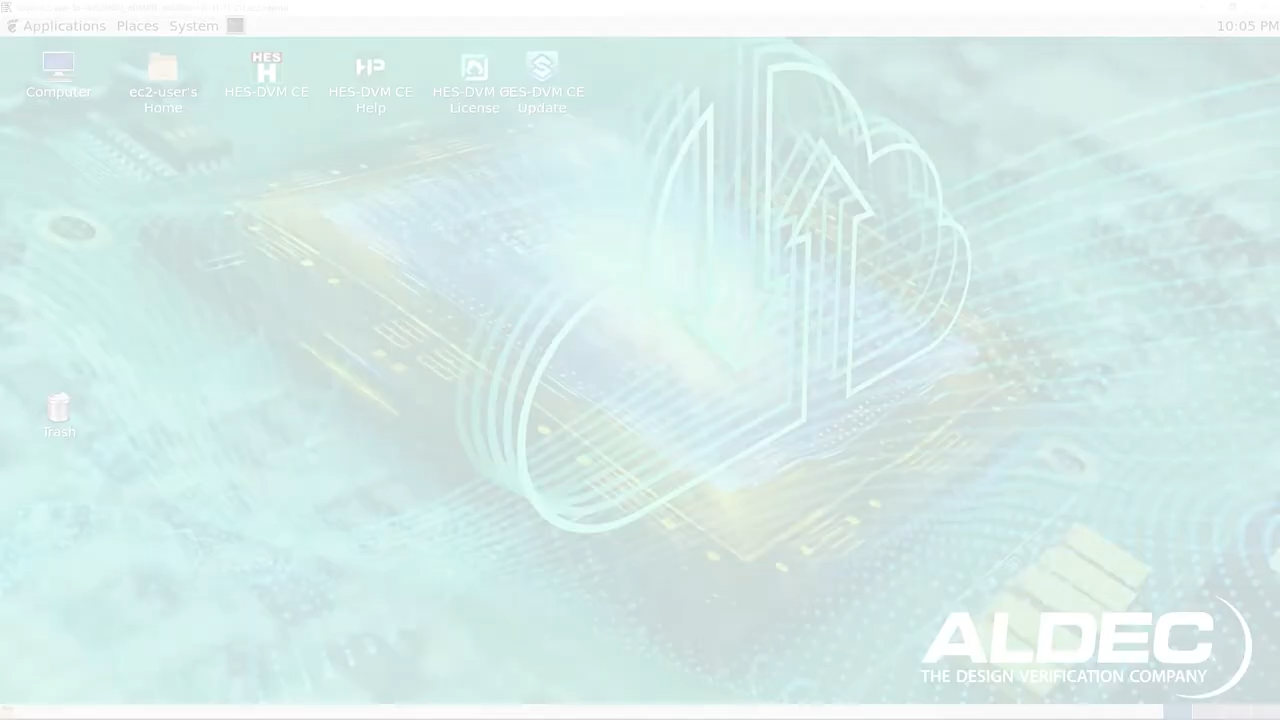 Applications Places System
10:05 PM
Computer
ec2-user's
Home
HES
H
HES-DVM CE
HP
HES-DVM CE
Help
HES-DVM CE
License
HES-DVM CE
Update
Trash
ALDEC
THE DESIGN VERIFICATION COMPANY